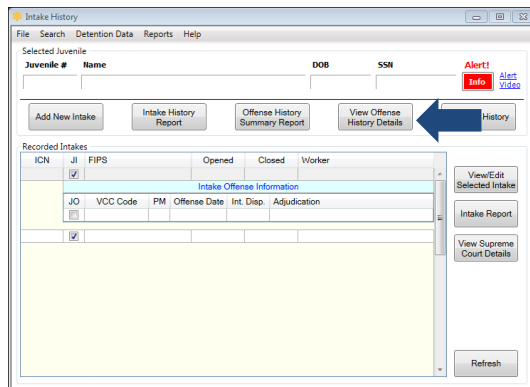 Intake History
File Search Detention Data Reports Help
Selected Juvenile
Juvenile # Name DOB SSN Alert!
Info Alert Video
Add New Intake Intake History Report Offense History Summary Report View Offense History Details History
Recorded Intakes
ICN JI FIPS Opened Closed Worker
Intake Offense Information
JO VCC Code PM Offense Date Int. Disp. Adjudication
View/Edit Selected Intake
Intake Report
View Supreme Court Details
Refresh